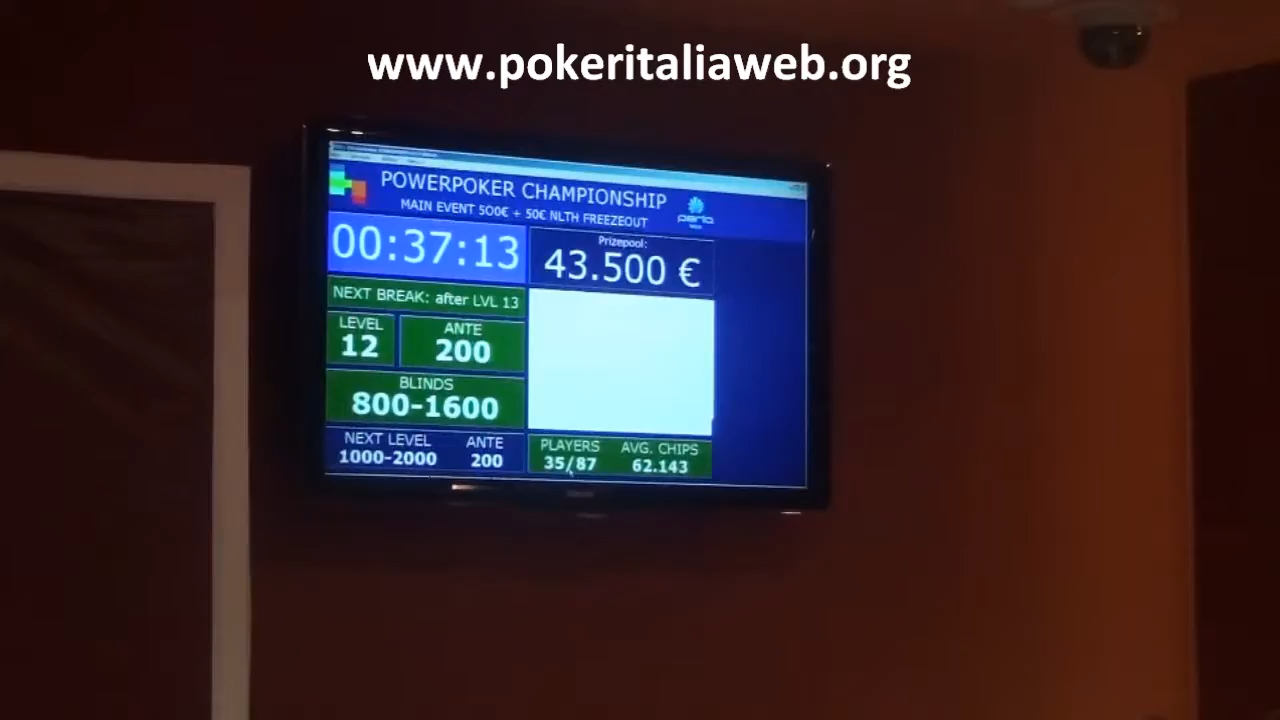 www.pokeritaliaweb.org
POWERPOKER CHAMPIONSHIP
MAIN EVENT 500€ + 50€ NLTH FREEZEOUT
perla
00:37:13
Prizepool:
43.500 €
NEXT BREAK: after LVL 13
LEVEL
12
ANTE
200
BLINDS
800-1600
NEXT LEVEL
1000-2000
ANTE
200
PLAYERS
35/87
AVG. CHIPS
62.143